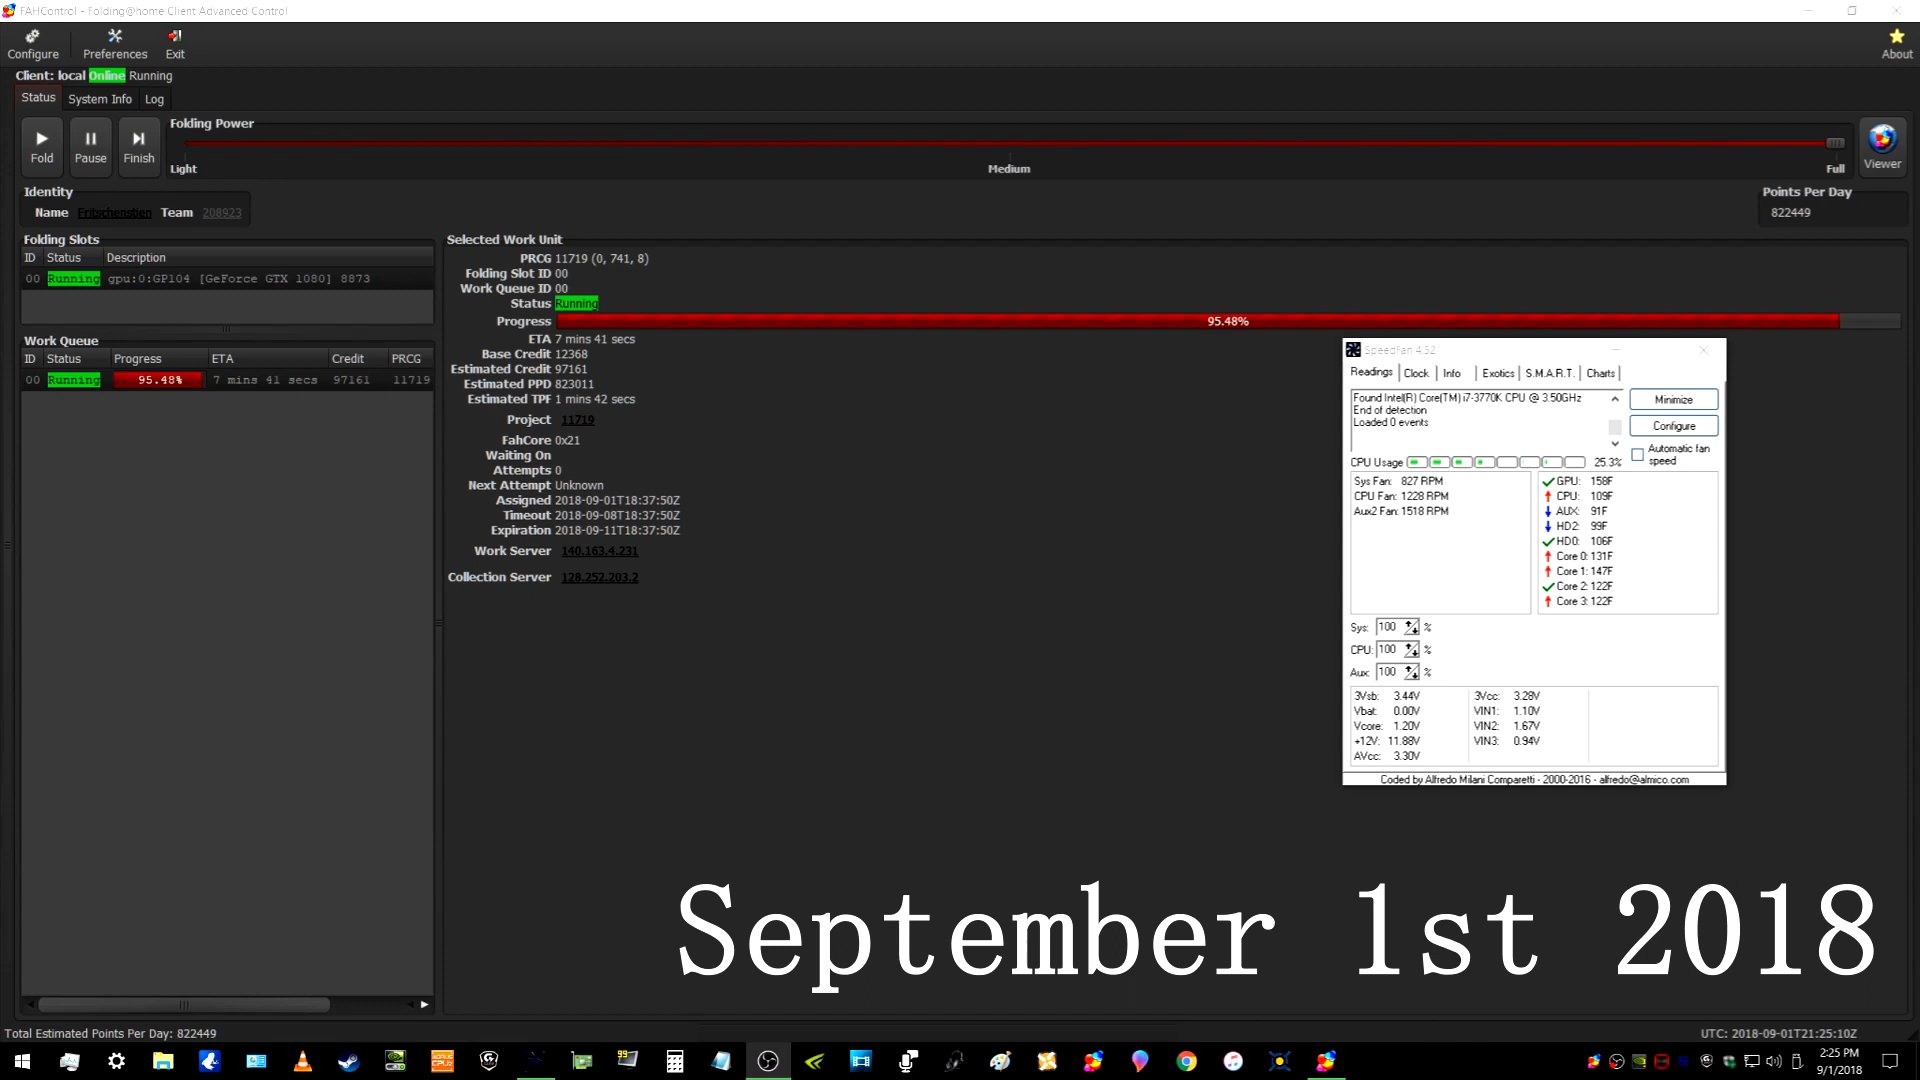 FAHControl - Folding@home Client Advanced Control
Configure Preferences Exit About
Client: local Online Running
Status System Info Log
Fold Pause Finish
Folding Power
Light Medium Full
Viewer
Identity
Name Fritschenstien Team 208923
Points Per Day
822449
Folding Slots
ID Status Description
00 Running gpu:0:GP104 [GeForce GTX 1080] 8873
Work Queue
ID Status Progress ETA Credit PRCG
00 Running 95.48% 7 mins 41 secs 97161 11719
Selected Work Unit
PRCG 11719 (0, 741, 8)
Folding Slot ID 00
Work Queue ID 00
Status Running
Progress 95.48%
ETA 7 mins 41 secs
Base Credit 12368
Estimated Credit 97161
Estimated PPD 823011
Estimated TPF 1 mins 42 secs
Project 11719
FahCore 0x21
Waiting On
Attempts 0
Next Attempt Unknown
Assigned 2018-09-01T18:37:50Z
Timeout 2018-09-08T18:37:50Z
Expiration 2018-09-11T18:37:50Z
Work Server 140.163.4.231
Collection Server 128.252.203.2
SpeedFan 4.52
Readings Clock Info Exotics S.M.A.R.T. Charts
Found Intel(R) Core(TM) i7-3770K CPU @ 3.50GHz
End of detection
Loaded 0 events
Minimize
Configure
Automatic fan
speed
CPU Usage 25.3%
Sys Fan: 827 RPM
CPU Fan: 1228 RPM
Aux2 Fan: 1518 RPM
GPU: 158F
CPU: 109F
AUX: 91F
HD2: 99F
HD0: 106F
Core 0: 131F
Core 1: 147F
Core 2: 122F
Core 3: 122F
Sys: 100 %
CPU: 100 %
Aux: 100 %
3Vsb: 3.44V
Vbat: 0.00V
Vcore: 1.20V
+12V: 11.88V
AVcc: 3.30V
3Vcc: 3.28V
VIN1: 1.10V
VIN2: 1.67V
VIN3: 0.94V
Coded by Alfredo Milani Comparetti - 2000-2016 - alfredo@almico.com
September 1st 2018
Total Estimated Points Per Day: 822449
UTC: 2018-09-01T21:25:10Z
2:25 PM
9/1/2018